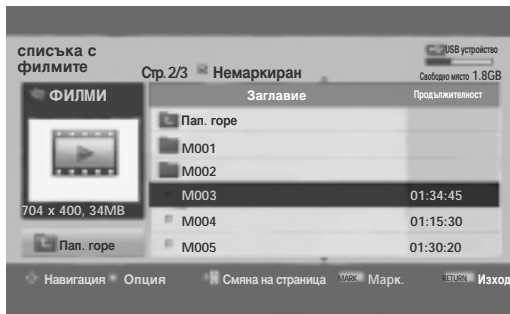 списъка с филмите
Стр. 2/3 Немаркиран
USB устройство
Свободно място 1.8GB
ФИЛМИ
704 x 400, 34MB
Пап. горе
Заглавие Продължителност
Пап. горе
M001
M002
M003 01:34:45
M004 01:15:30
M005 01:30:20
Навигация Опция Смяна на страница MARK Марк. RETURN Изход